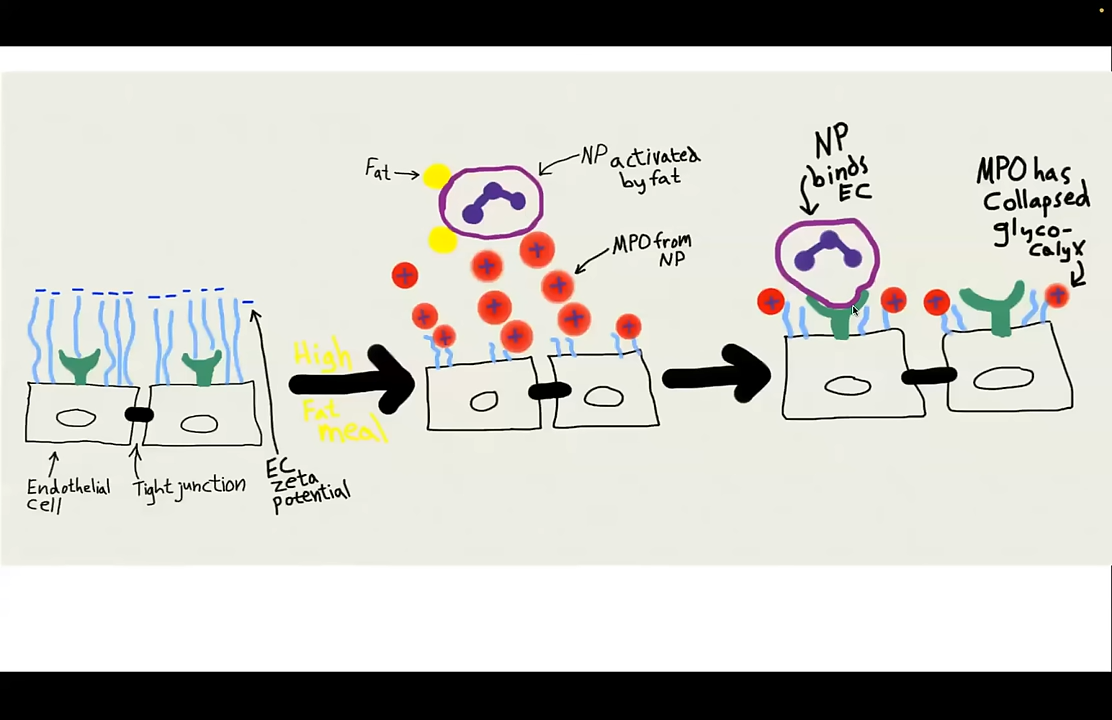 Fat
NP activated
by fat
MPO from
NP
High
Fat
meal
Endothelial
cell
Tight junction
EC
zeta
potential
NP
binds
EC
MPO has
Collapsed
glyco-
calyx